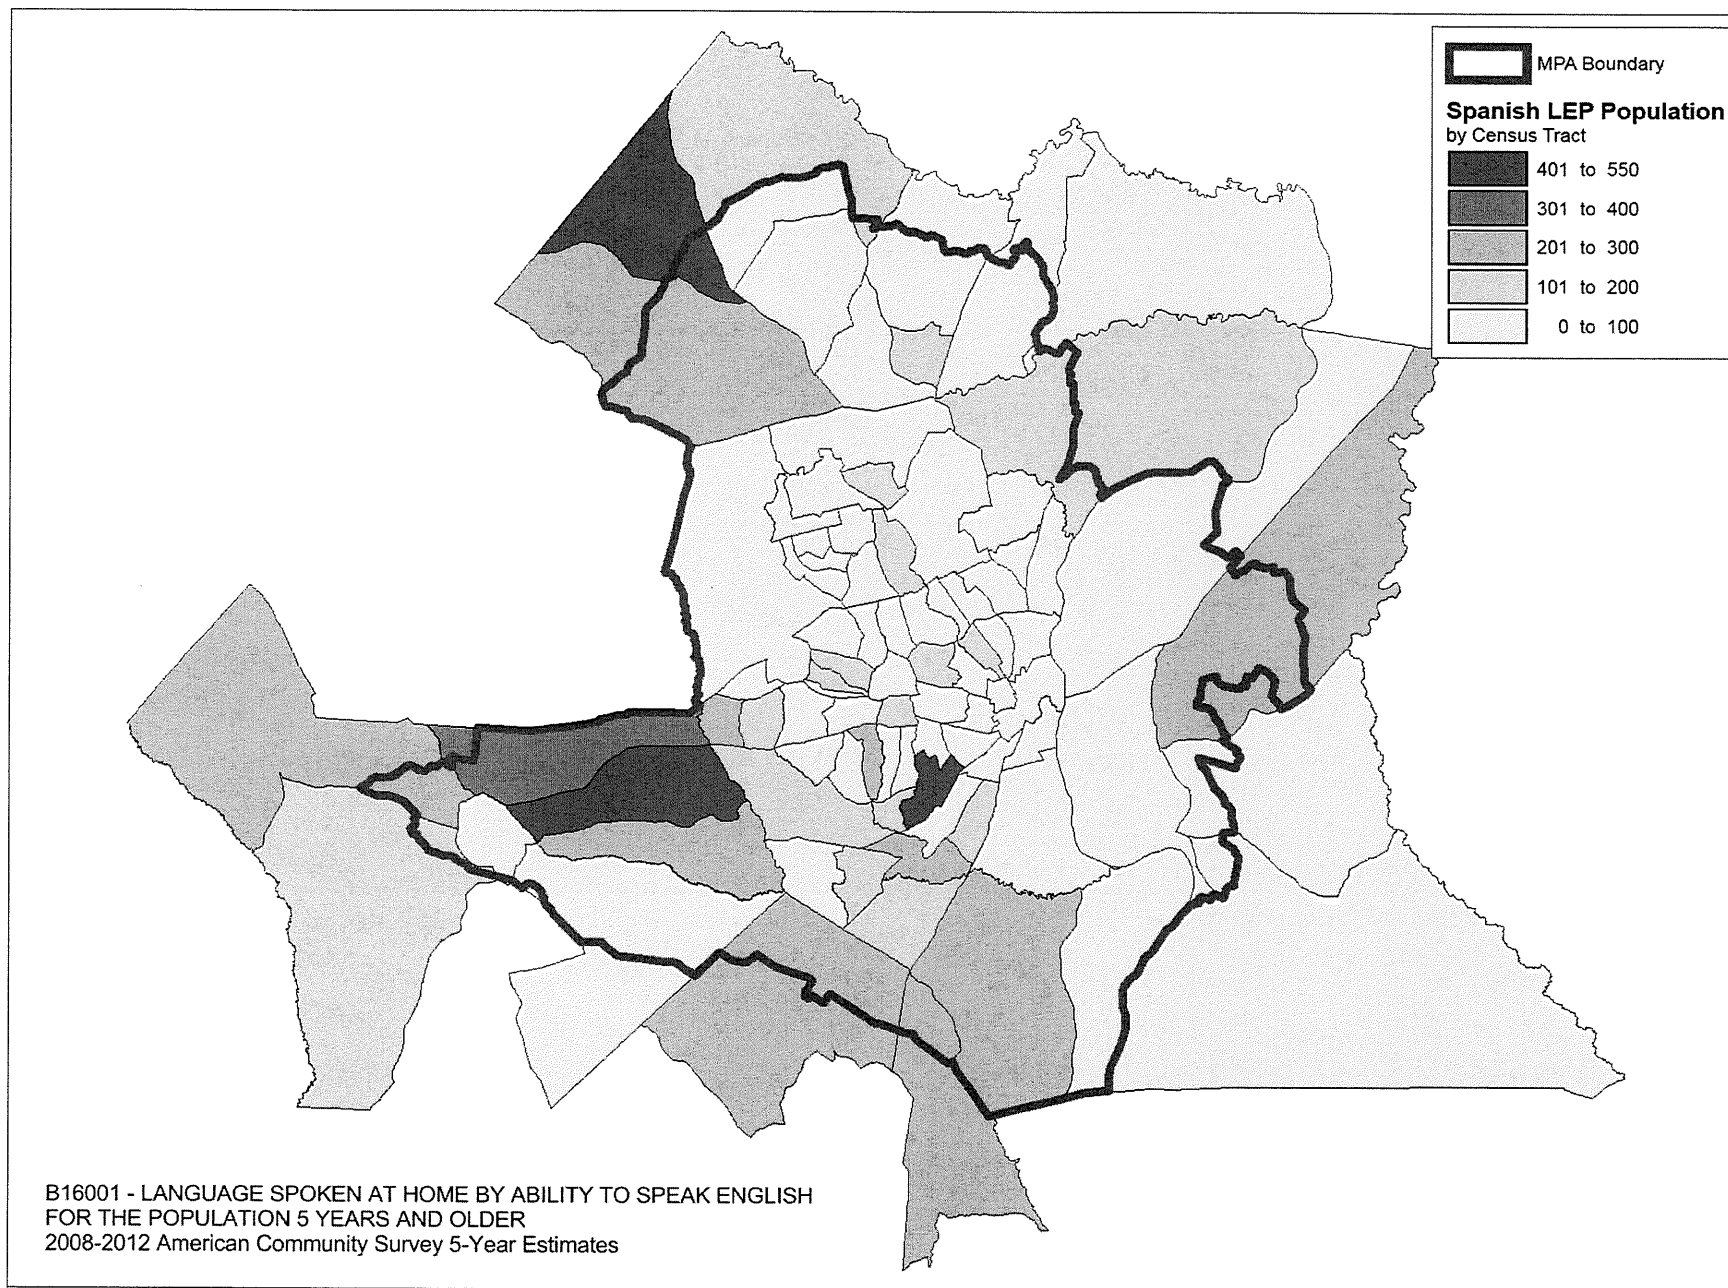 MPA Boundary
Spanish LEP Population
by Census Tract
401 to 550
301 to 400
201 to 300
101 to 200
0 to 100
B16001 - LANGUAGE SPOKEN AT HOME BY ABILITY TO SPEAK ENGLISH
FOR THE POPULATION 5 YEARS AND OLDER
2008-2012 American Community Survey 5-Year Estimates